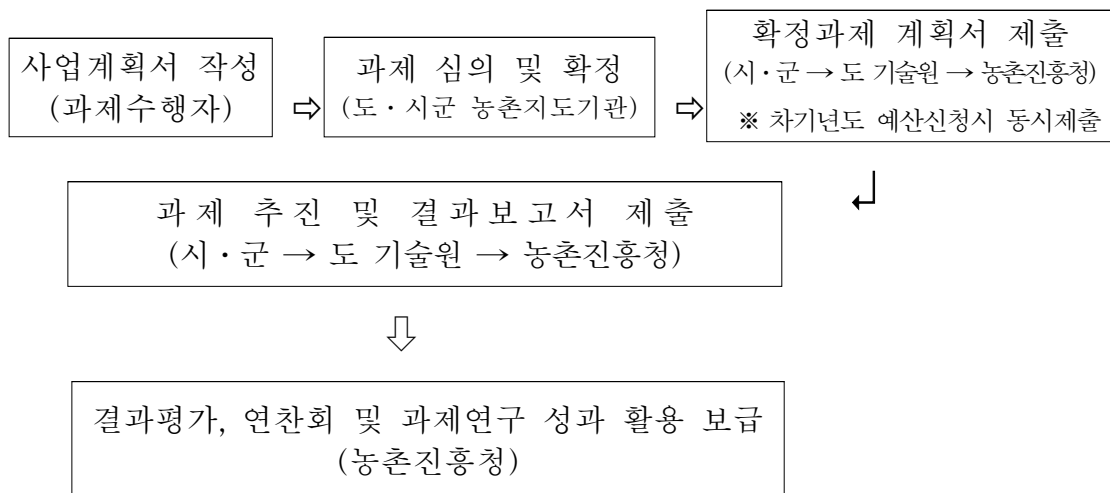 사업계획서 작성
(과제수행자)
⇨
과제 심의 및 확정
(도・시군 농촌지도기관)
⇨
확정과제 계획서 제출
(시・군 → 도 기술원 → 농촌진흥청)
※ 차기년도 예산신청시 동시제출
↲
과제 추진 및 결과보고서 제출
(시・군 → 도 기술원 → 농촌진흥청)
⇩
결과평가, 연찬회 및 과제연구 성과 활용 보급
(농촌진흥청)